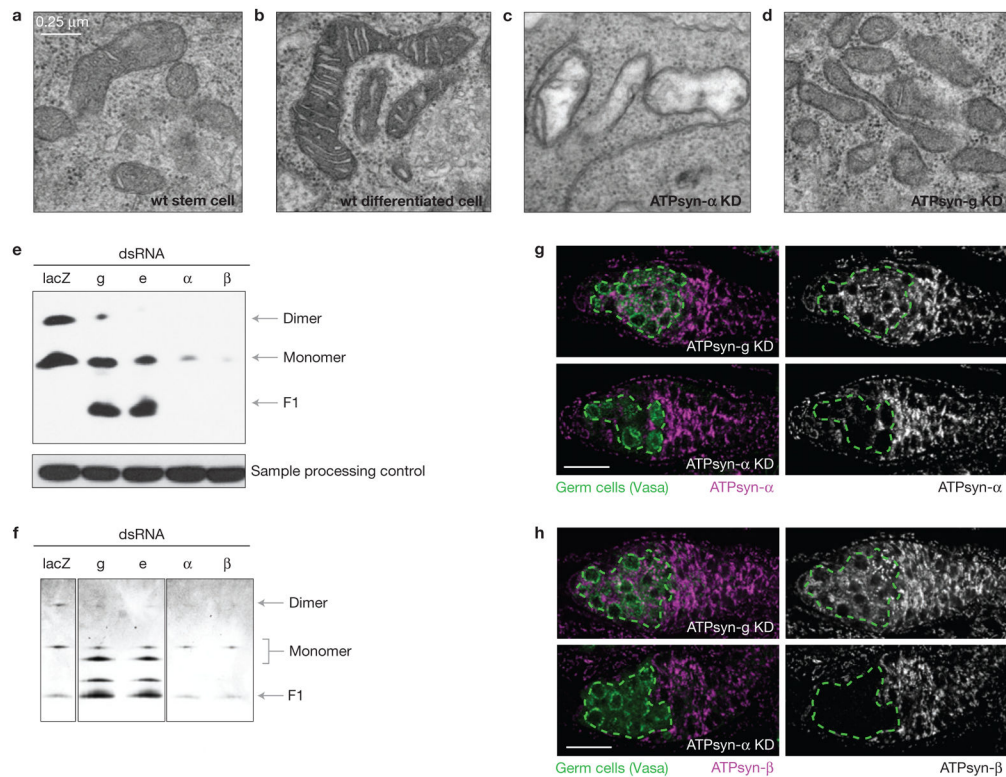 a
0.25 μm
wt stem cell
b
wt differentiated cell
c
ATPsyn-α KD
d
ATPsyn-g KD
e
dsRNA
lacZ g e α β
Dimer
Monomer
F1
Sample processing control
f
dsRNA
lacZ g e α β
Dimer
Monomer
F1
g
ATPsyn-g KD
ATPsyn-α KD
Germ cells (Vasa) ATPsyn-α ATPsyn-α
h
ATPsyn-g KD
ATPsyn-α KD
Germ cells (Vasa) ATPsyn-β ATPsyn-β